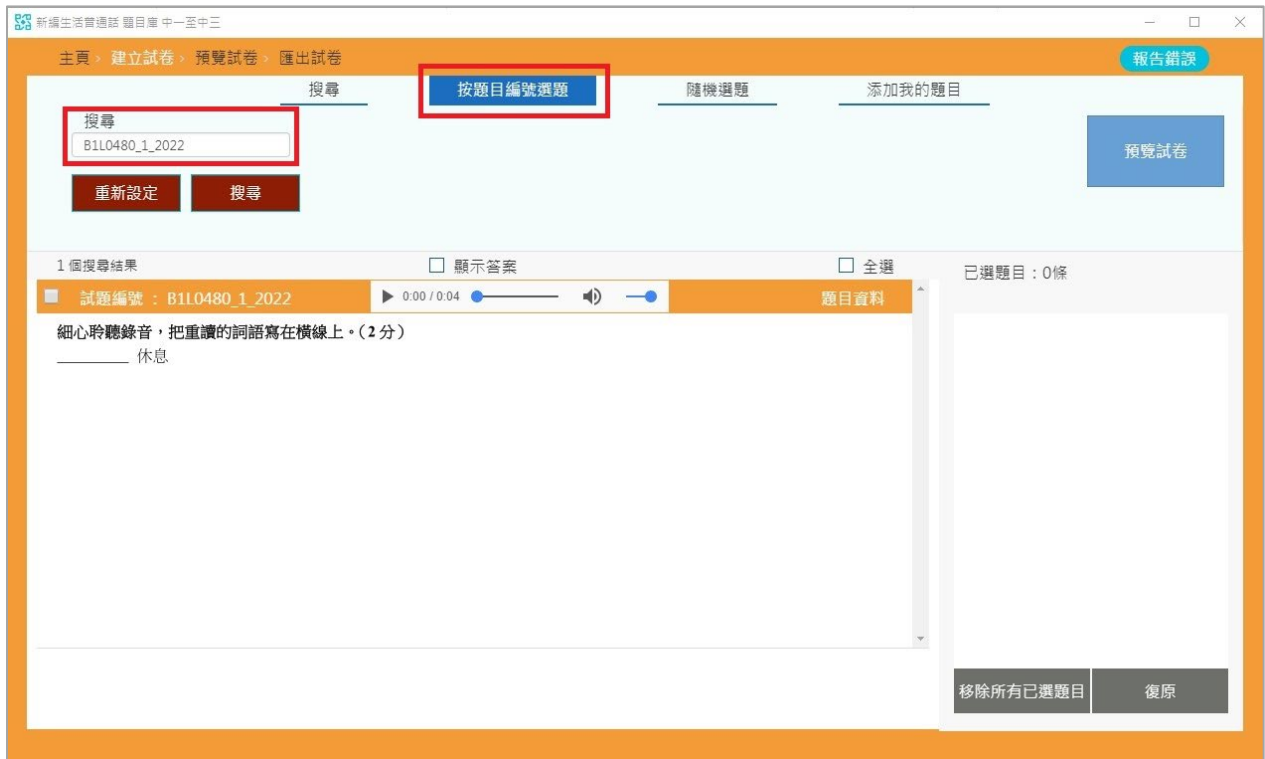 新編生活普通話 題目庫 中一至中三
主頁 › 建立試卷 › 預覽試卷 › 匯出試卷
報告錯誤
搜尋
按題目編號選題
隨機選題
添加我的題目
搜尋
B1L0480_1_2022
預覽試卷
重新設定
搜尋
1 個搜尋結果
顯示答案
全選
已選題目：0條
試題編號 ： B1L0480_1_2022
0:00 / 0:04
題目資料
細心聆聽錄音，把重讀的詞語寫在橫線上。（2 分）
________ 休息
移除所有已選題目
復原